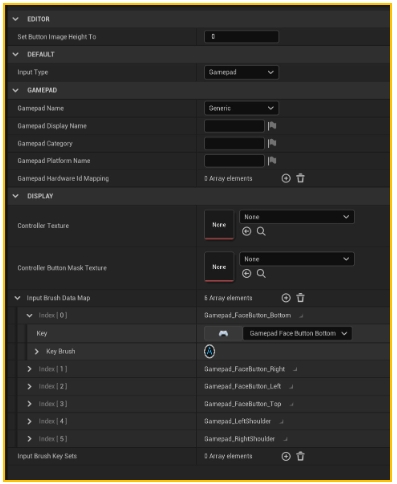 EDITOR
Set Button Image Height To 0
DEFAULT
Input Type Gamepad
GAMEPAD
Gamepad Name Generic
Gamepad Display Name
Gamepad Category
Gamepad Platform Name
Gamepad Hardware Id Mapping 0 Array elements
DISPLAY
Controller Texture None None
Controller Button Mask Texture None None
Input Brush Data Map 6 Array elements
Index [ 0 ] Gamepad_FaceButton_Bottom
Key Gamepad Face Button Bottom
Key Brush A
Index [ 1 ] Gamepad_FaceButton_Right
Index [ 2 ] Gamepad_FaceButton_Left
Index [ 3 ] Gamepad_FaceButton_Top
Index [ 4 ] Gamepad_LeftShoulder
Index [ 5 ] Gamepad_RightShoulder
Input Brush Key Sets 0 Array elements